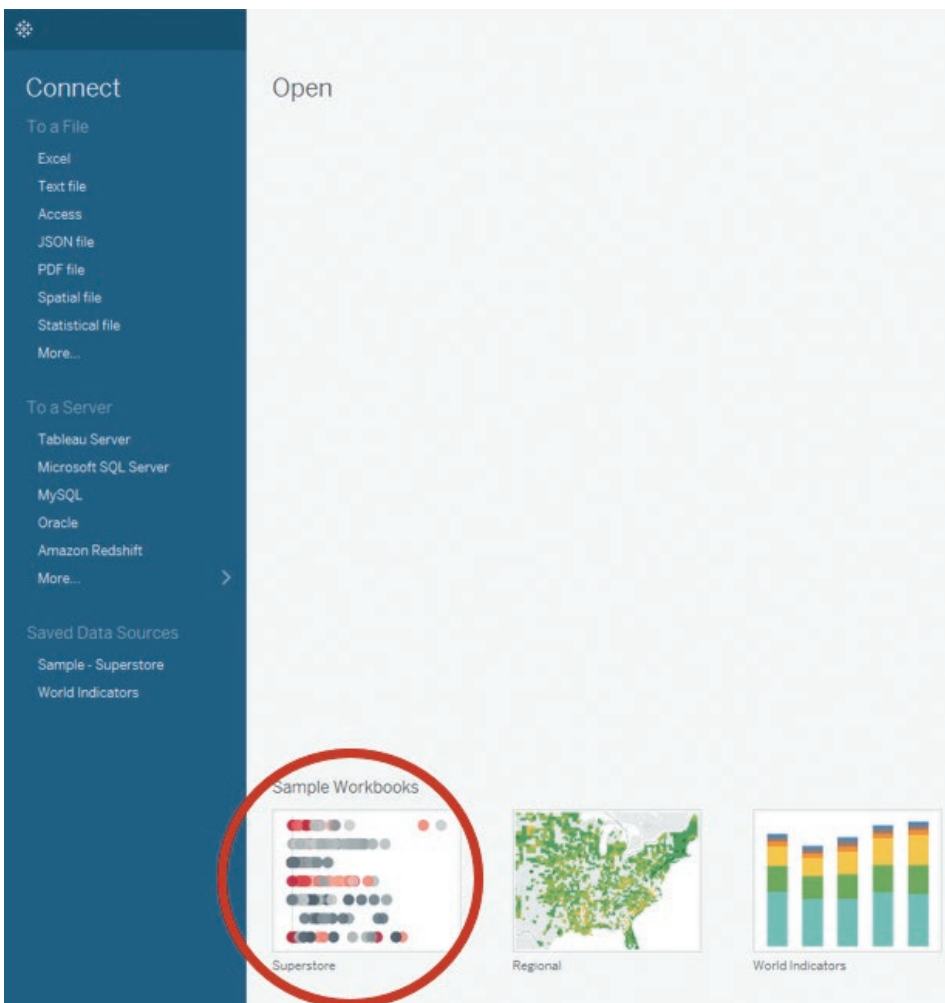 Connect
To a File
Excel
Text file
Access
JSON file
PDF file
Spatial file
Statistical file
More...
To a Server
Tableau Server
Microsoft SQL Server
MySQL
Oracle
Amazon Redshift
More...
Saved Data Sources
Sample - Superstore
World Indicators
Open
Sample Workbooks
Superstore
Regional
World Indicators